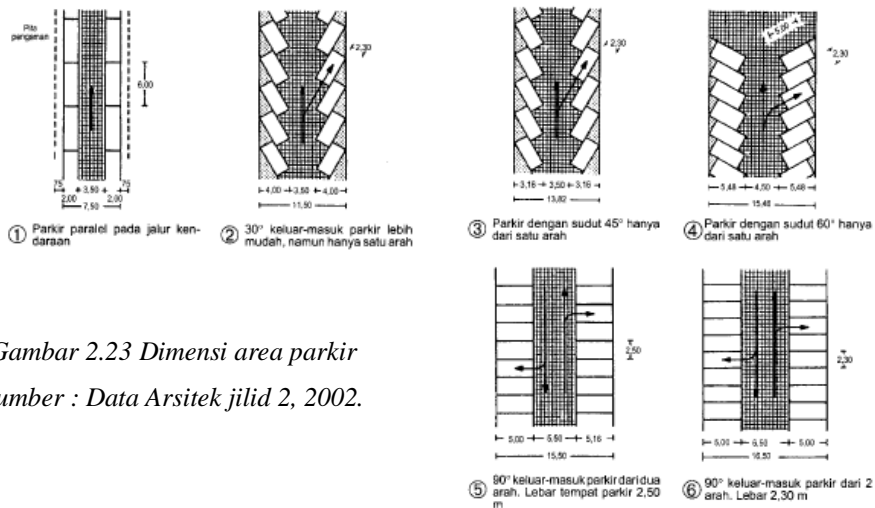 Pita
pengaman
6,00
75
3,50
75
2,00
2,00
7,50
① Parkir paralel pada jalur ken-
daraan
2,30
4,00 3,50 4,00
11,50
② 30° keluar-masuk parkir lebih
mudah, namun hanya satu arah
2,30
3,16 3,50 3,16
13,82
③ Parkir dengan sudut 45° hanya
dari satu arah
5,00
2,30
5,48 4,50 5,48
15,48
④ Parkir dengan sudut 60° hanya
dari satu arah
Gambar 2.23 Dimensi area parkir
umber : Data Arsitek jilid 2, 2002.
2,50
5,00 5,50 5,16
15,50
⑤ 90° keluar-masuk parkir dari dua
arah. Lebar tempat parkir 2,50
m
2,30
5,00 6,50 5,00
16,50
⑥ 90° keluar-masuk parkir dari 2
arah. Lebar 2,30 m